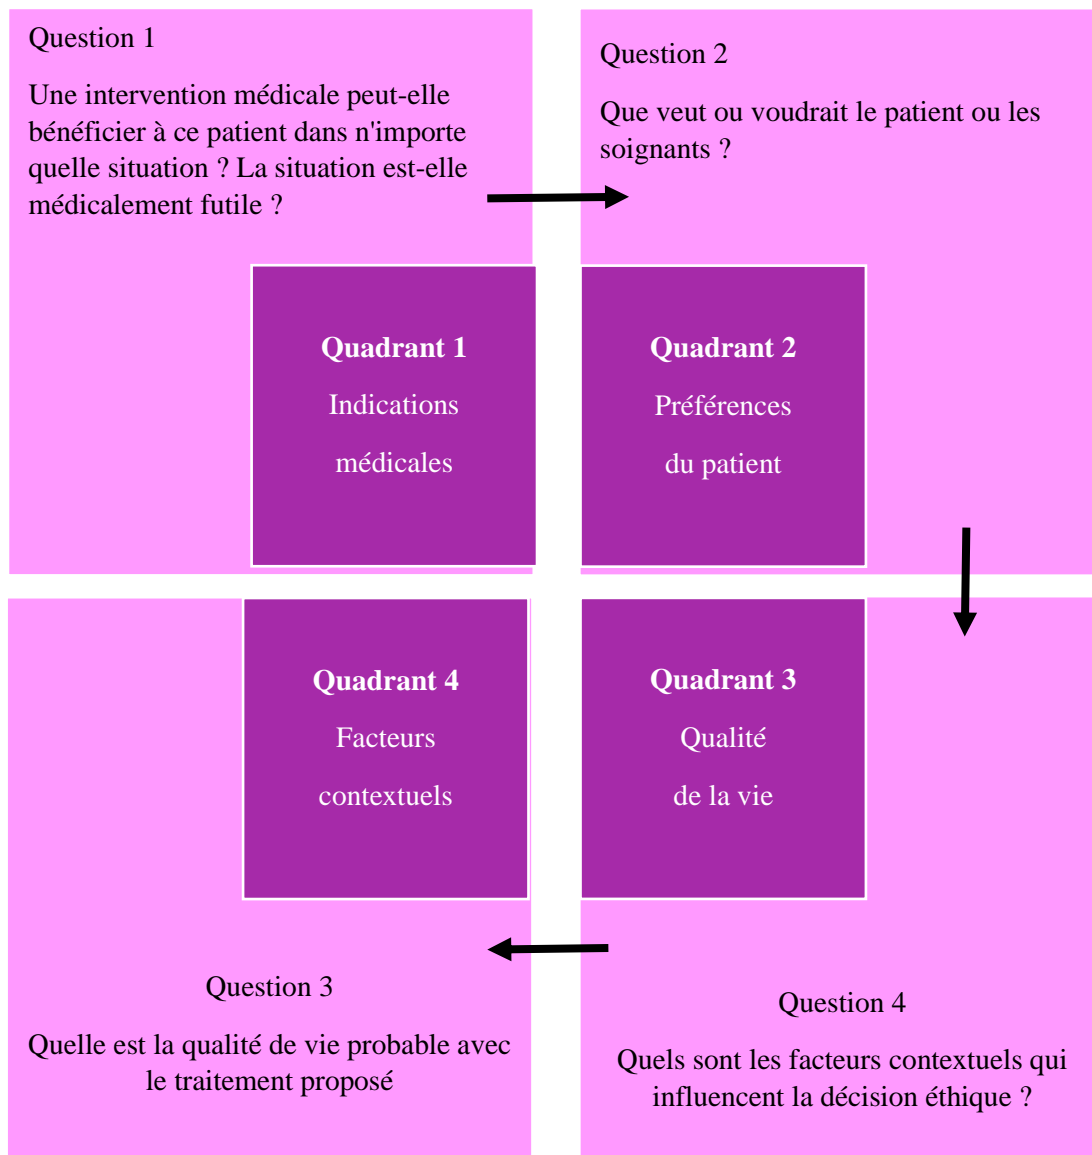 Question 1
Une intervention médicale peut-elle
bénéficier à ce patient dans n'importe
quelle situation ? La situation est-elle
médicalement futile ?
Question 2
Que veut ou voudrait le patient ou les
soignants ?
Quadrant 1
Indications
médicales
Quadrant 2
Préférences
du patient
Quadrant 4
Facteurs
contextuels
Quadrant 3
Qualité
de la vie
Question 3
Quelle est la qualité de vie probable avec
le traitement proposé
Question 4
Quels sont les facteurs contextuels qui
influencent la décision éthique ?